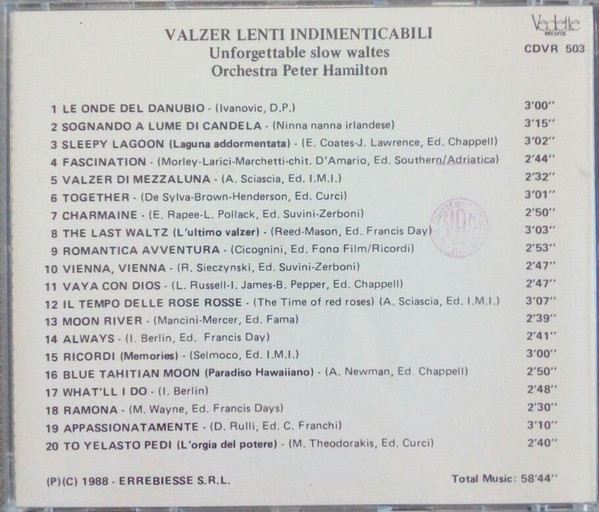 VALZER LENTI INDIMENTICABILI
Unforgettable slow waltes
Orchestra Peter Hamilton
Vedette
RECORDS
CDVR 503
1 LE ONDE DEL DANUBIO - (Ivanovic, D.P.) 3'00''
2 SOGNANDO A LUME DI CANDELA - (Ninna nanna irlandese) 3'15''
3 SLEEPY LAGOON (Laguna addormentata) - (E. Coates-J. Lawrence, Ed. Chappell) 3'02''
4 FASCINATION - (Morley-Larici-Marchetti-chit. D'Amario, Ed. Southern/Adriatica) 2'44''
5 VALZER DI MEZZALUNA - (A. Sciascia, Ed. I.M.I.) 2'32''
6 TOGETHER - (De Sylva-Brown-Henderson, Ed. Curci) 3'01''
7 CHARMAINE - (E. Rapee-L. Pollack, Ed. Suvini-Zerboni) 2'50''
8 THE LAST WALTZ (L'ultimo valzer) - (Reed-Mason, Ed. Francis Day) 3'03''
9 ROMANTICA AVVENTURA - (Cicognini, Ed. Fono Film/Ricordi) 2'53''
10 VIENNA, VIENNA - (R. Sieczynski, Ed. Suvini-Zerboni) 2'47''
11 VAYA CON DIOS - (L. Russell-I. James-B. Pepper, Ed. Chappell) 2'47''
12 IL TEMPO DELLE ROSE ROSSE - (The Time of red roses) (A. Sciascia, Ed. I.M.I.) 3'07''
13 MOON RIVER - (Mancini-Mercer, Ed. Fama) 2'39''
14 ALWAYS - (I. Berlin, Ed. Francis Day) 2'41''
15 RICORDI (Memories) - (Selmoco, Ed. I.M.I.) 3'00''
16 BLUE TAHITIAN MOON (Paradiso Hawaiiano) - (A. Newman, Ed. Chappell) 2'50''
17 WHAT'LL I DO - (I. Berlin) 2'48''
18 RAMONA - (M. Wayne, Ed. Francis Days) 2'30''
19 APPASSIONATAMENTE - (D. Rulli, Ed. C. Franchi) 3'10''
20 TO YELASTO PEDI (L'orgia del potere) - (M. Theodorakis, Ed. Curci) 2'40''
(P)(C) 1988 - ERREBIESSE S.R.L. Total Music: 58'44''